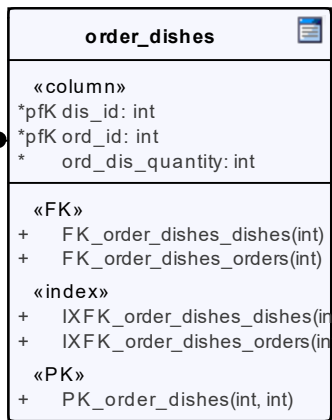 order_dishes
«column»
*pfK dis_id: int
*pfK ord_id: int
* ord_dis_quantity: int
«FK»
+ FK_order_dishes_dishes(int)
+ FK_order_dishes_orders(int)
«index»
+ IXFK_order_dishes_dishes(in
+ IXFK_order_dishes_orders(in
«PK»
+ PK_order_dishes(int, int)